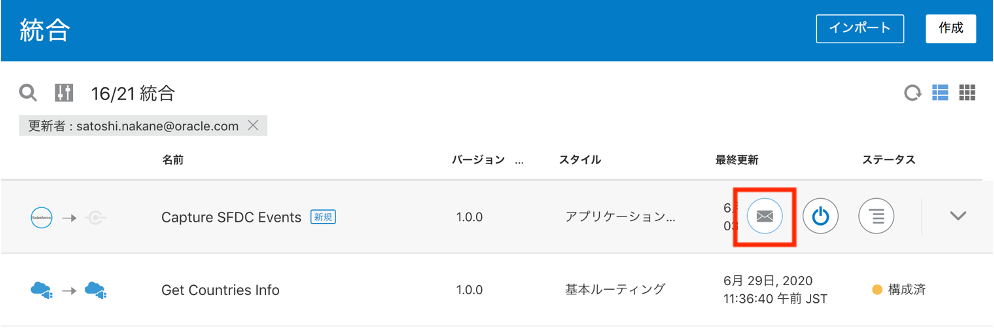 統合
インポート
作成
16/21 統合
更新者 : satoshi.nakane@oracle.com
名前 バージョン ... スタイル 最終更新 ステータス
Capture SFDC Events 新規 1.0.0 アプリケーション...
Get Countries Info 1.0.0 基本ルーティング 6月 29日, 2020 構成済
11:36:40 午前 JST